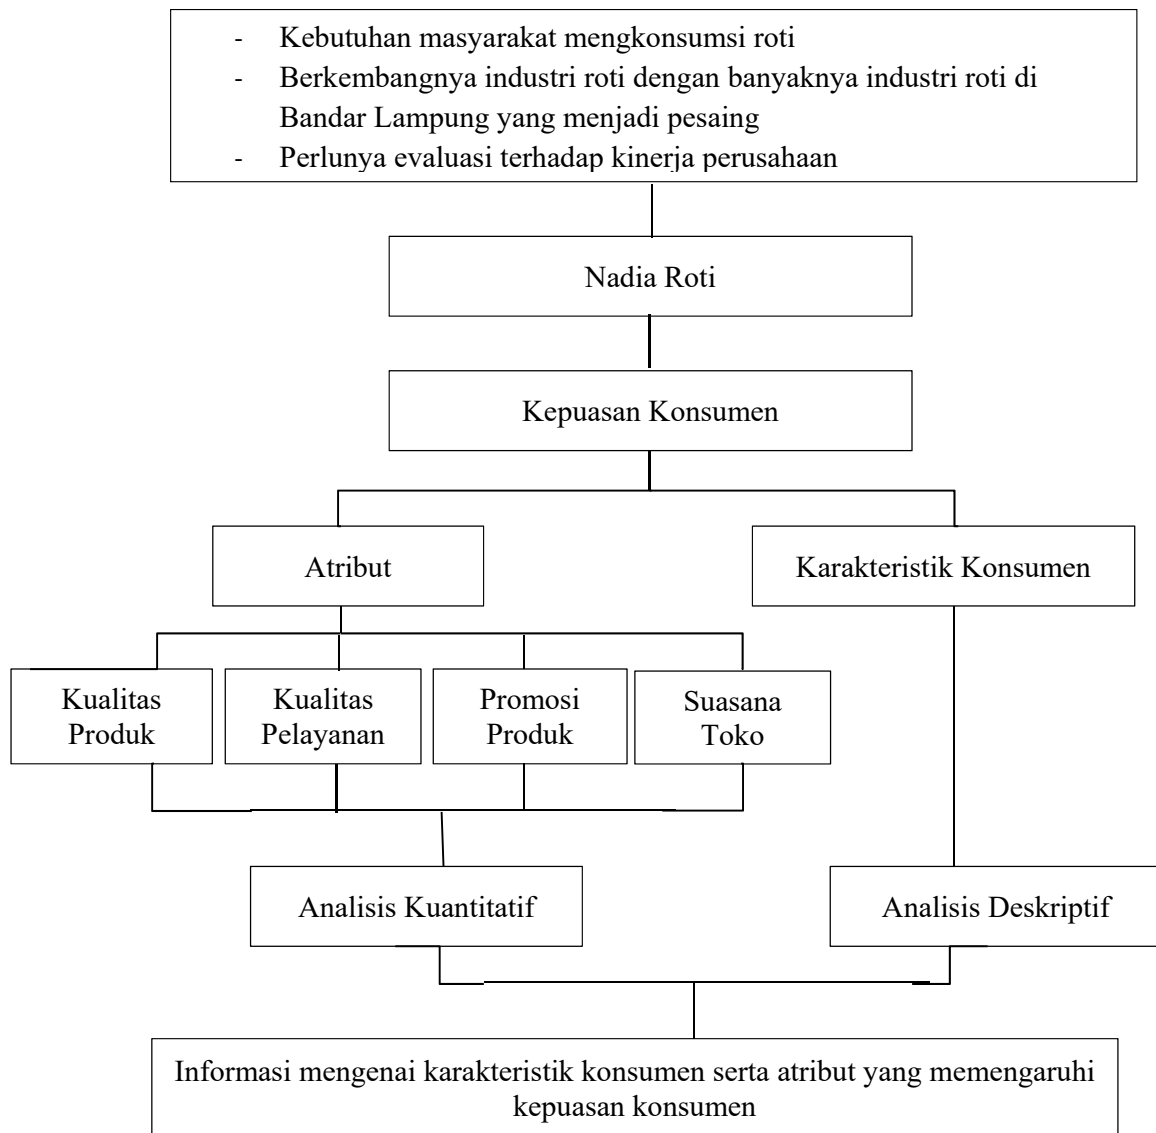 - Kebutuhan masyarakat mengkonsumsi roti
- Berkembangnya industri roti dengan banyaknya industri roti di
Bandar Lampung yang menjadi pesaing
- Perlunya evaluasi terhadap kinerja perusahaan
Nadia Roti
Kepuasan Konsumen
Atribut
Karakteristik Konsumen
Kualitas
Produk
Kualitas
Pelayanan
Promosi
Produk
Suasana
Toko
Analisis Kuantitatif
Analisis Deskriptif
Informasi mengenai karakteristik konsumen serta atribut yang memengaruhi
kepuasan konsumen